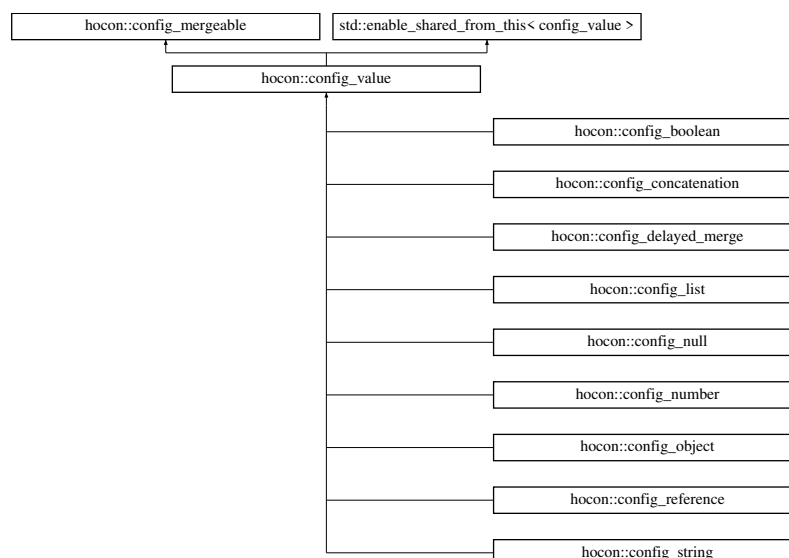 hocon::config_mergeable
std::enable_shared_from_this< config_value >
hocon::config_value
hocon::config_boolean
hocon::config_concatenation
hocon::config_delayed_merge
hocon::config_list
hocon::config_null
hocon::config_number
hocon::config_object
hocon::config_reference
hocon::config_string